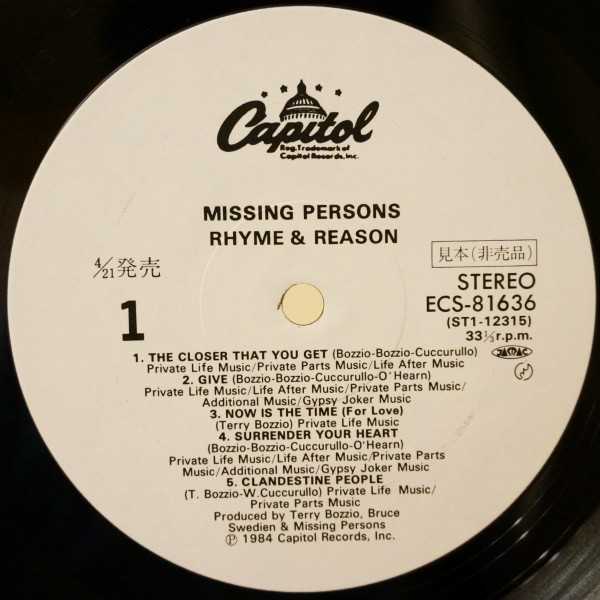 Capitol
Reg. Trademark of
Capitol Records, Inc.
MISSING PERSONS
RHYME & REASON
4/21発売
見本(非売品)
1
STEREO
ECS-81636
(ST1-12315)
33⅓r.p.m.
JASRAC
1. THE CLOSER THAT YOU GET (Bozzio-Bozzio-Cuccurullo)
Private Life Music/Private Parts Music/Life After Music
2. GIVE (Bozzio-Bozzio-Cuccurullo-O'Hearn)
Private Life Music/Life After Music/Private Parts Music/
Additional Music/Gypsy Joker Music
3. NOW IS THE TIME (For Love)
(Terry Bozzio) Private Life Music
4. SURRENDER YOUR HEART
(Bozzio-Bozzio-Cuccurullo-O'Hearn)
Private Life Music/Life After Music/Private Parts
Music/Additional Music/Gypsy Joker Music
5. CLANDESTINE PEOPLE
(T. Bozzio-W.Cuccurullo) Private Life Music/
Private Parts Music
Produced by Terry Bozzio, Bruce
Swedien & Missing Persons
Ⓟ 1984 Capitol Records, Inc.